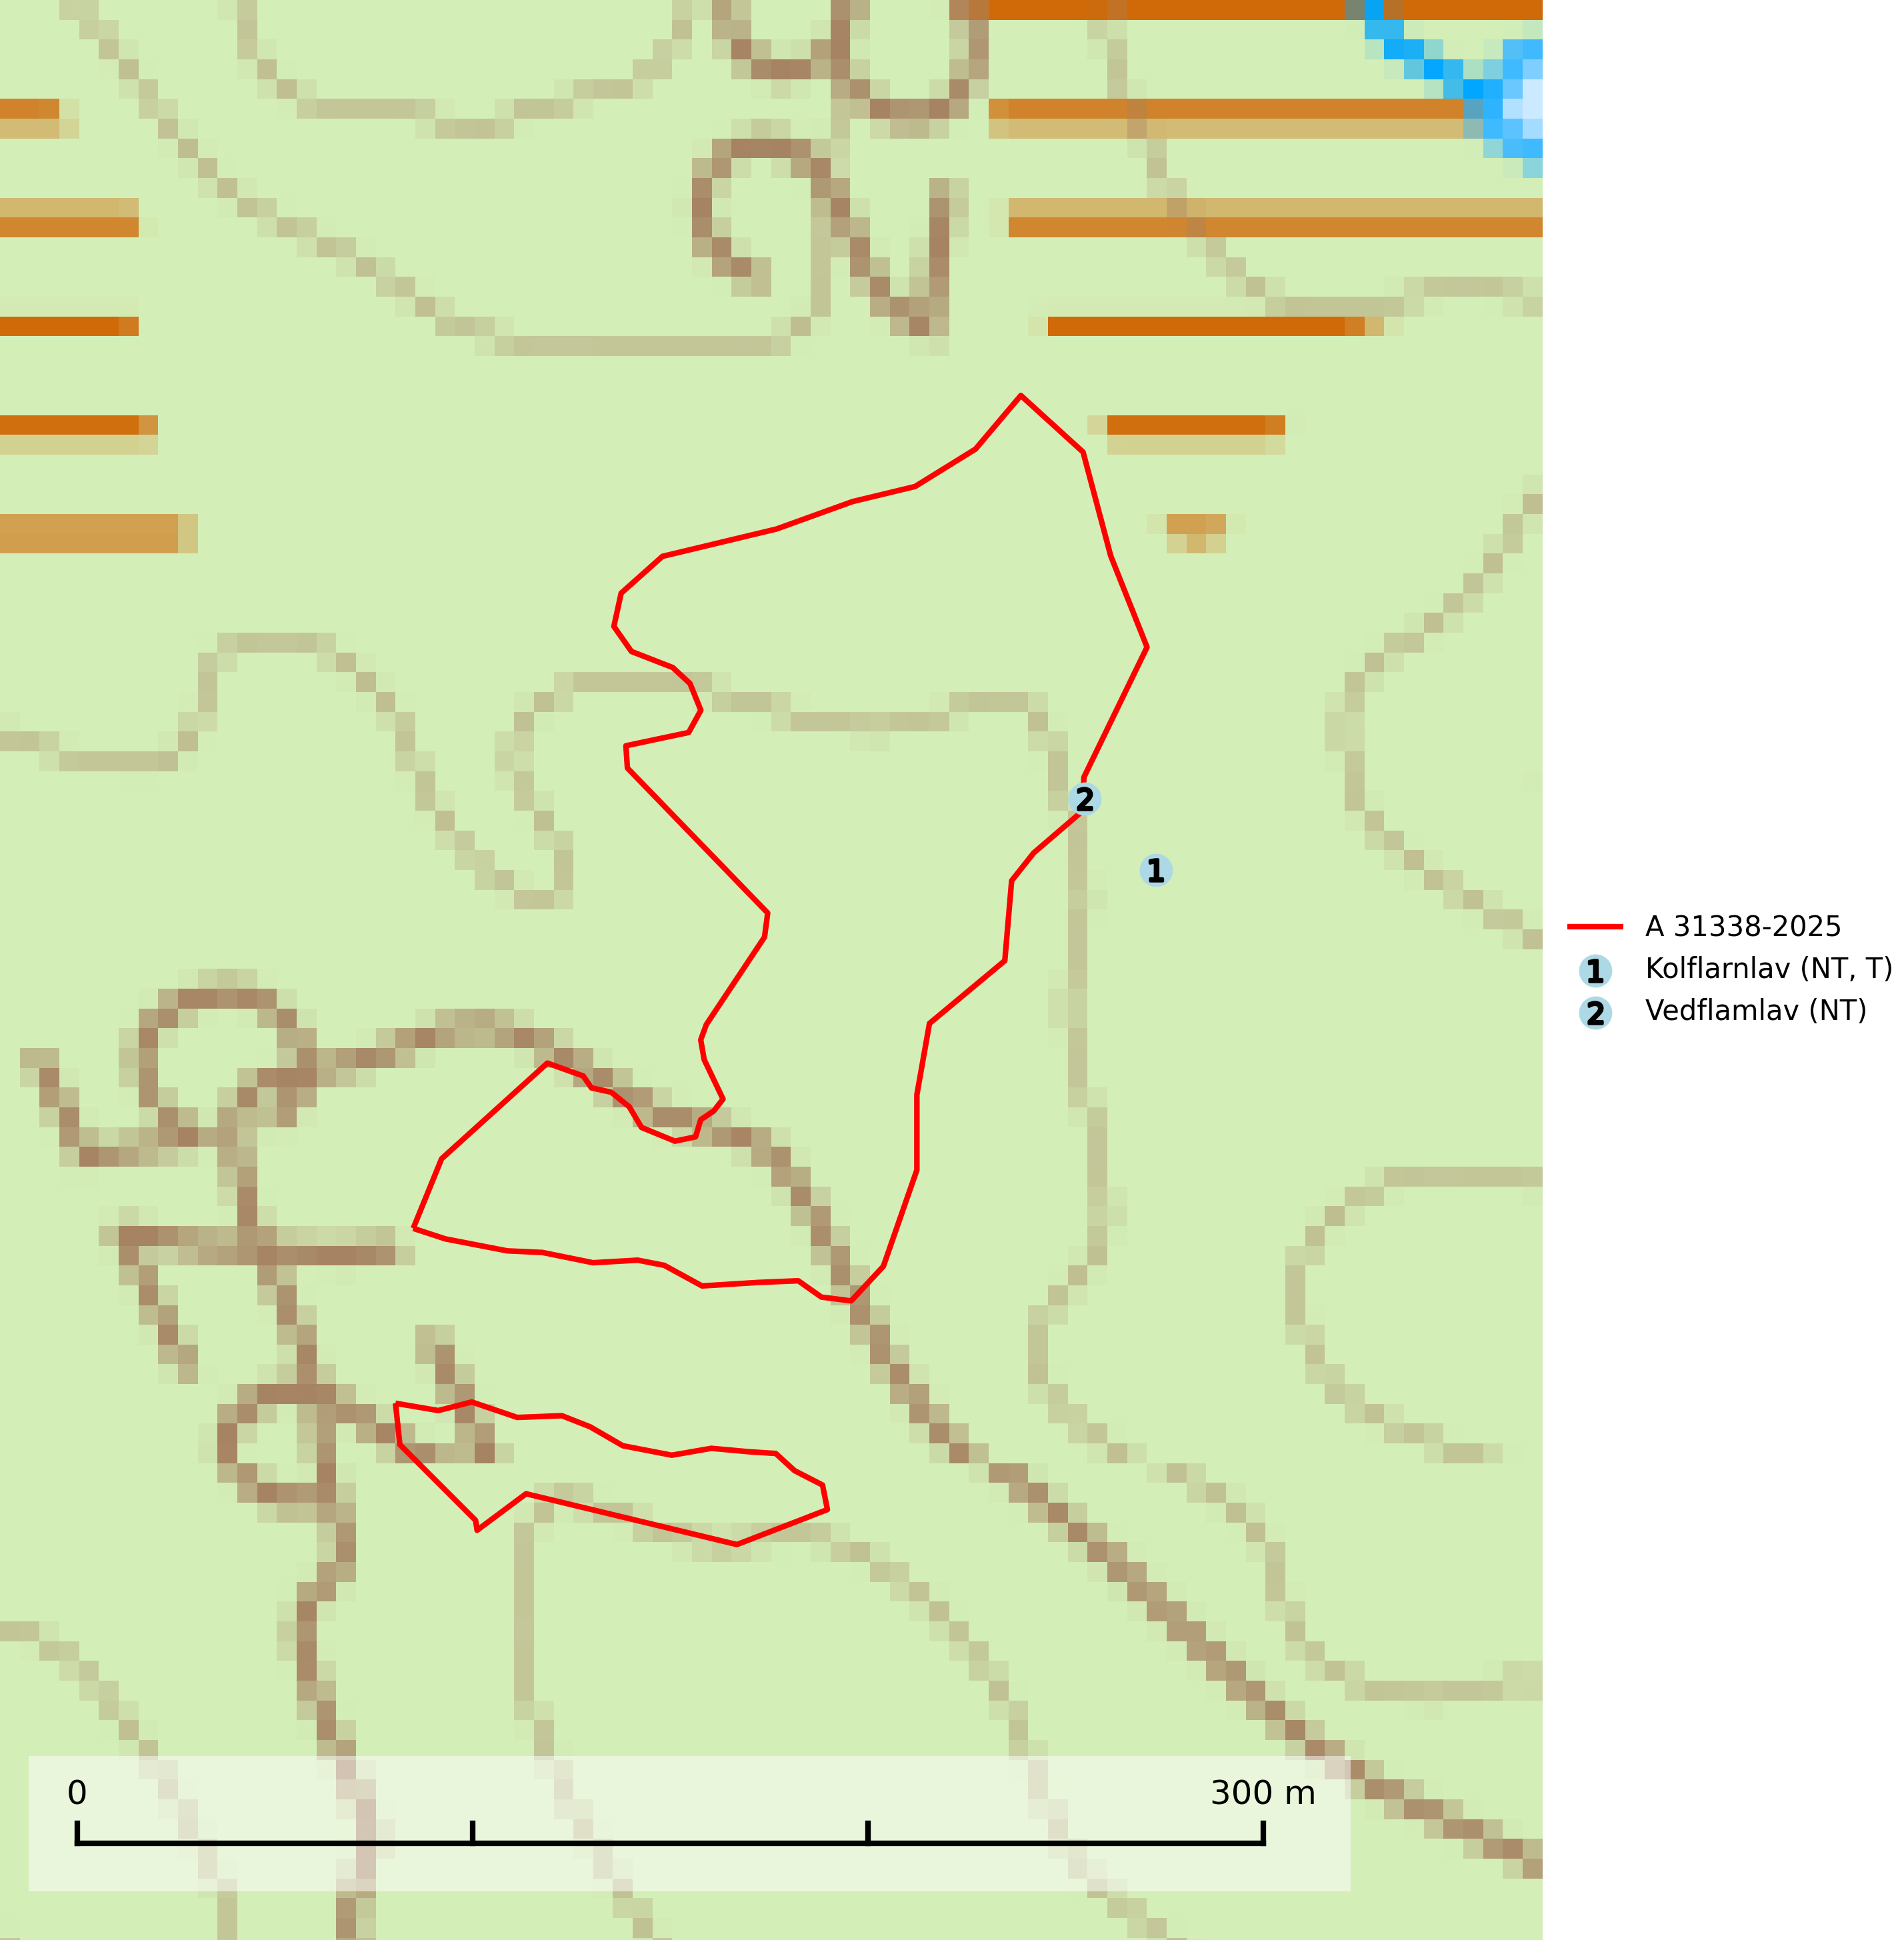 2
1
A 31338-2025
1 Kolflarnlav (NT, T)
2 Vedflamlav (NT)
0 300 m